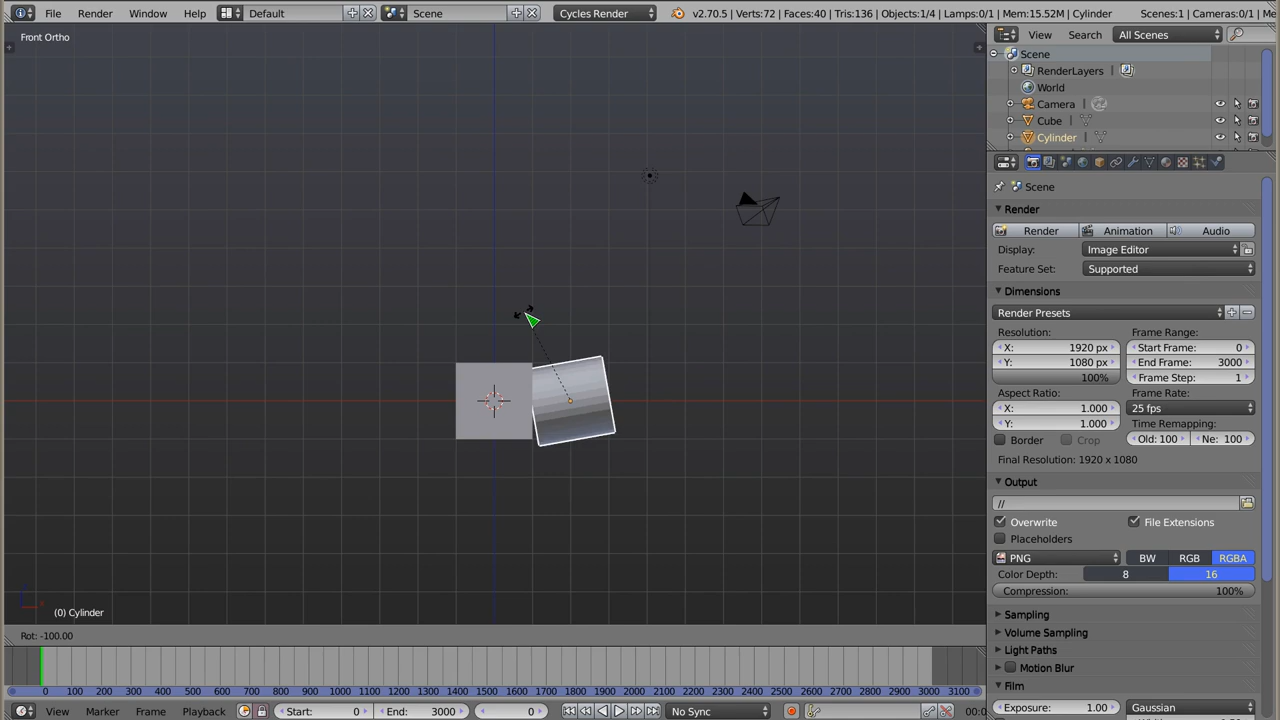 File Render Window Help Default Scene Cycles Render v2.70.5 | Verts:72 | Faces:40 | Tris:136 | Objects:1/4 | Lamps:0/1 | Mem:15.52M | Cylinder Scenes:1 | Cameras:0/1 | Me
Front Ortho
View Search All Scenes
Scene
RenderLayers
World
Camera
Cube
Cylinder
Scene
Render
Render Animation Audio
Display: Image Editor
Feature Set: Supported
Dimensions
Render Presets
Resolution: Frame Range:
X: 1920 px Start Frame: 0
Y: 1080 px End Frame: 3000
100% Frame Step: 1
Aspect Ratio: Frame Rate:
X: 1.000 25 fps
Y: 1.000 Time Remapping:
Border Crop Old: 100 Ne: 100
Final Resolution: 1920 x 1080
Output
//
Overwrite File Extensions
Placeholders
PNG BW RGB RGBA
Color Depth: 8 16
Compression: 100%
Sampling
Volume Sampling
Light Paths
Motion Blur
Film
Exposure: 1.00 Gaussian
(0) Cylinder
Rot: -100.00
0 100 200 300 400 500 600 700 800 900 1000 1100 1200 1300 1400 1500 1600 1700 1800 1900 2000 2100 2200 2300 2400 2500 2600 2700 2800 2900 3000 3100
View Marker Frame Playback Start: 0 End: 3000 0 No Sync 00:0